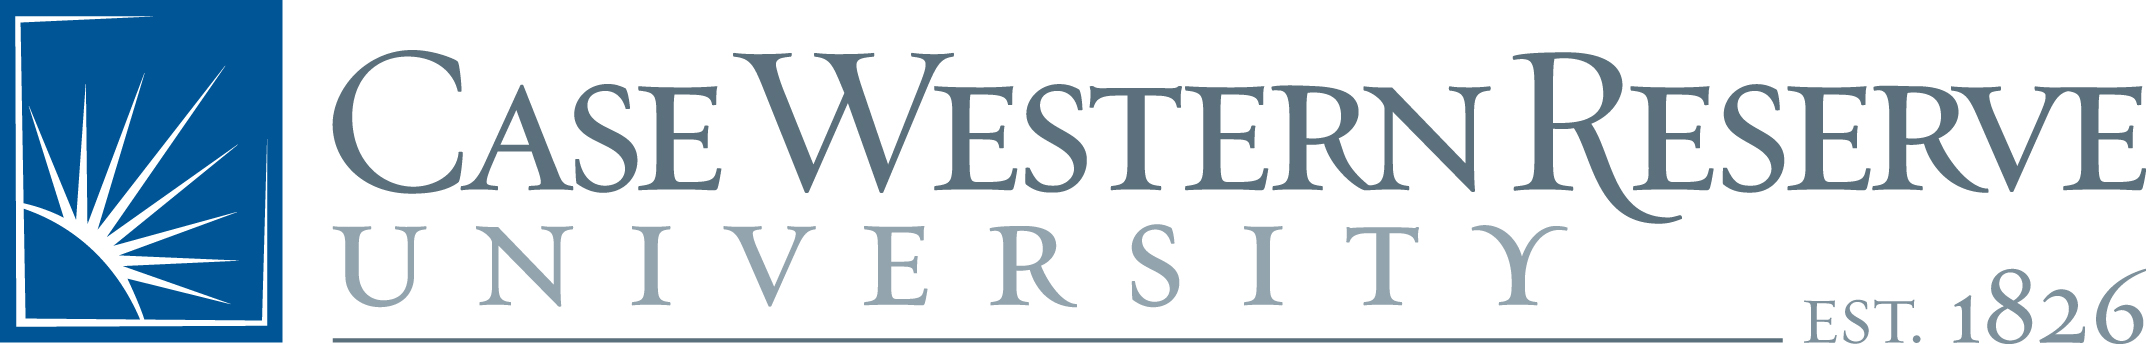 CASE WESTERN RESERVE
UNIVERSITY
EST. 1826